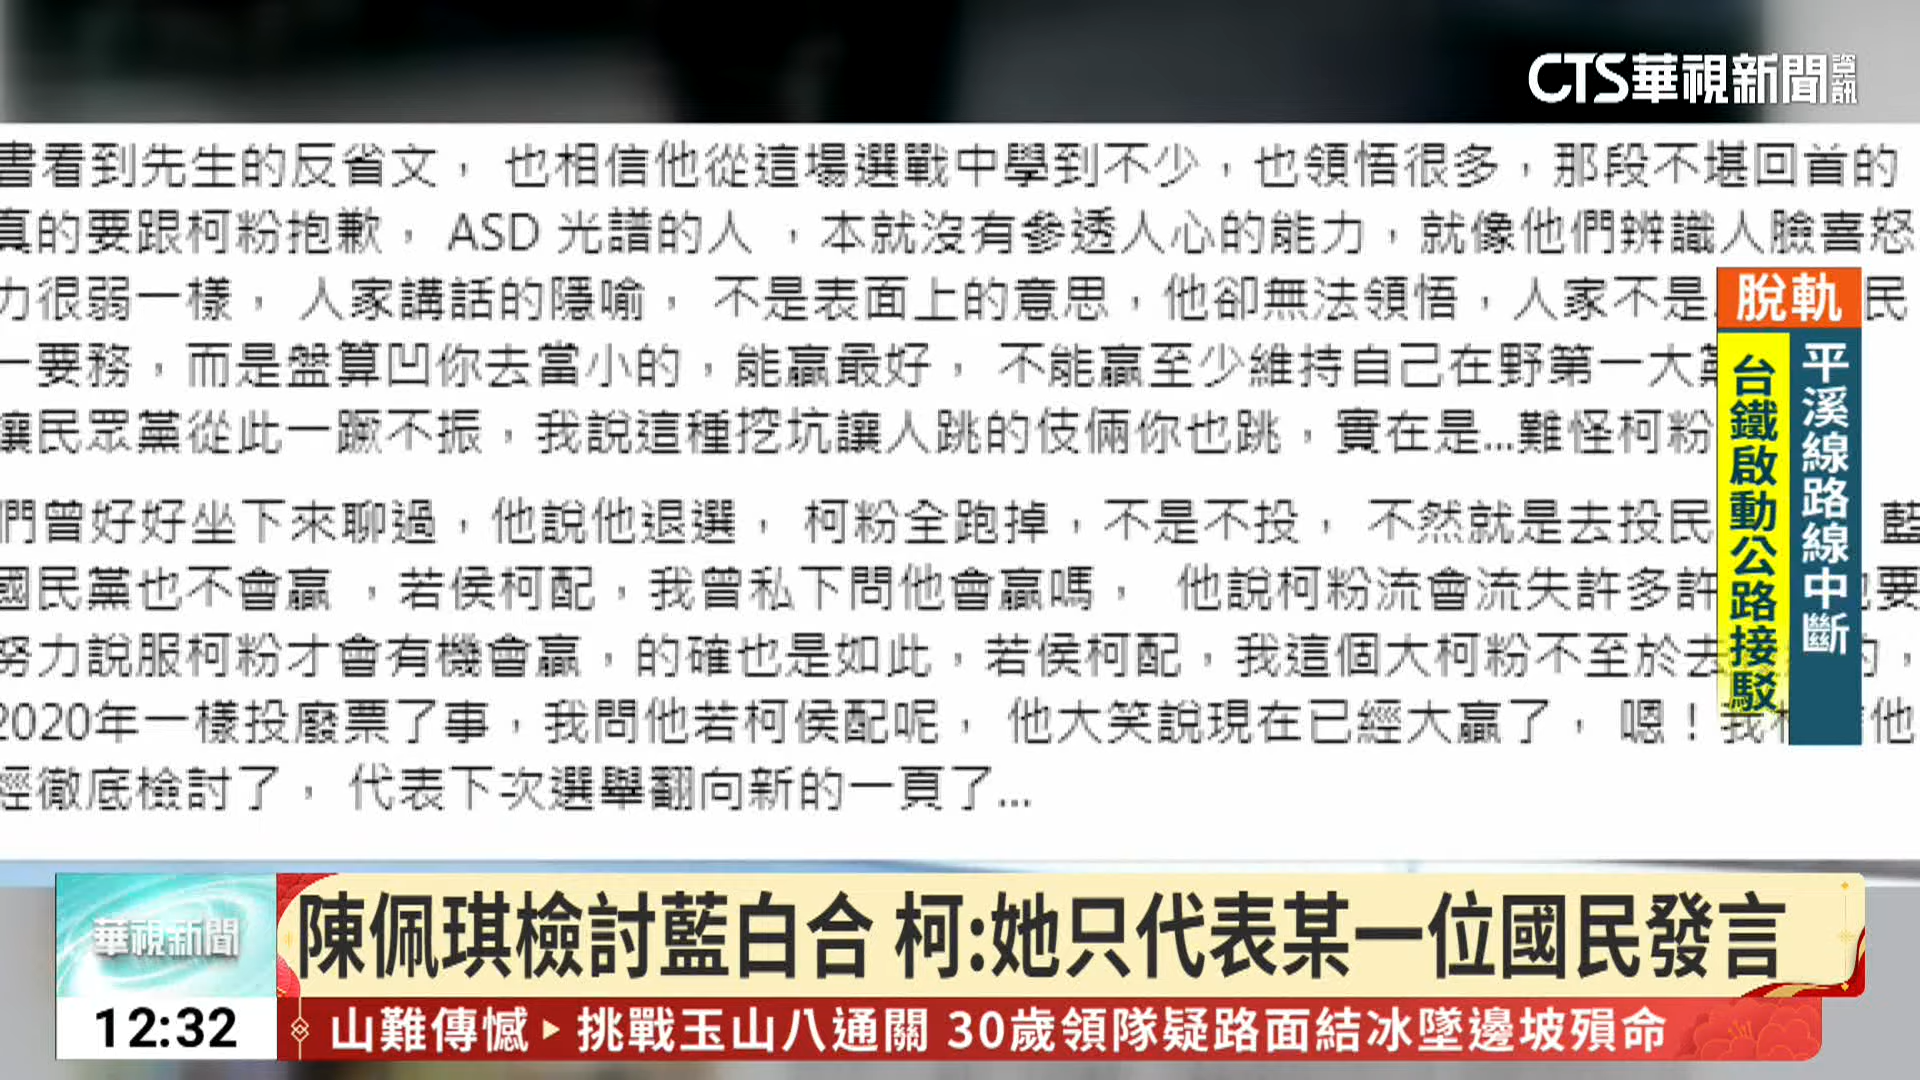 CTS華視新聞資訊
書看到先生的反省文， 也相信他從這場選戰中學到不少，也領悟很多，那段不堪回首的
真的要跟柯粉抱歉， ASD 光譜的人 ，本就沒有參透人心的能力，就像他們辨識人臉喜怒
力很弱一樣， 人家講話的隱喻， 不是表面上的意思，他卻無法領悟，人家不是 民
一要務，而是盤算凹你去當小的，能贏最好， 不能贏至少維持自己在野第一大黨
讓民眾黨從此一蹶不振，我說這種挖坑讓人跳的伎倆你也跳，實在是...難怪柯粉
們曾好好坐下來聊過，他說他退選， 柯粉全跑掉，不是不投， 不然就是去投民 藍
國民黨也不會贏 ，若侯柯配，我曾私下問他會贏嗎， 他說柯粉流會流失許多許 要
努力說服柯粉才會有機會贏，的確也是如此，若侯柯配，我這個大柯粉不至於去 的，
2020年一樣投廢票了事，我問他若柯侯配呢， 他大笑說現在已經大贏了， 嗯！我 他
經徹底檢討了， 代表下次選舉翻向新的一頁了...
脫軌
平溪線路線中斷
台鐵啟動公路接駁
華視新聞
陳佩琪檢討藍白合 柯:她只代表某一位國民發言
12:32
山難傳憾 ▸ 挑戰玉山八通關 30歲領隊疑路面結冰墜邊坡殞命